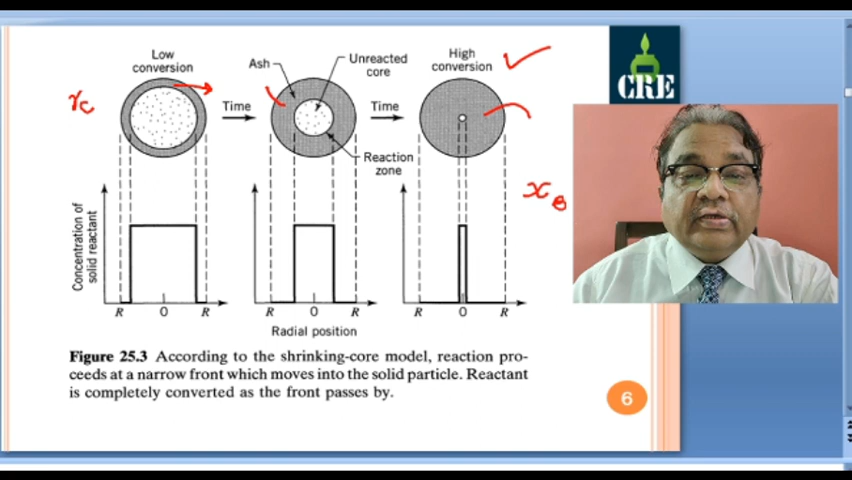 Low
conversion
Ash
Unreacted
core
High
conversion
CRE
r_c
Time
Time
Reaction
zone
x_B
Concentration of
solid reactant
R 0 R R 0 R R 0 R
Radial position
Figure 25.3 According to the shrinking-core model, reaction pro-
ceeds at a narrow front which moves into the solid particle. Reactant
is completely converted as the front passes by.
6